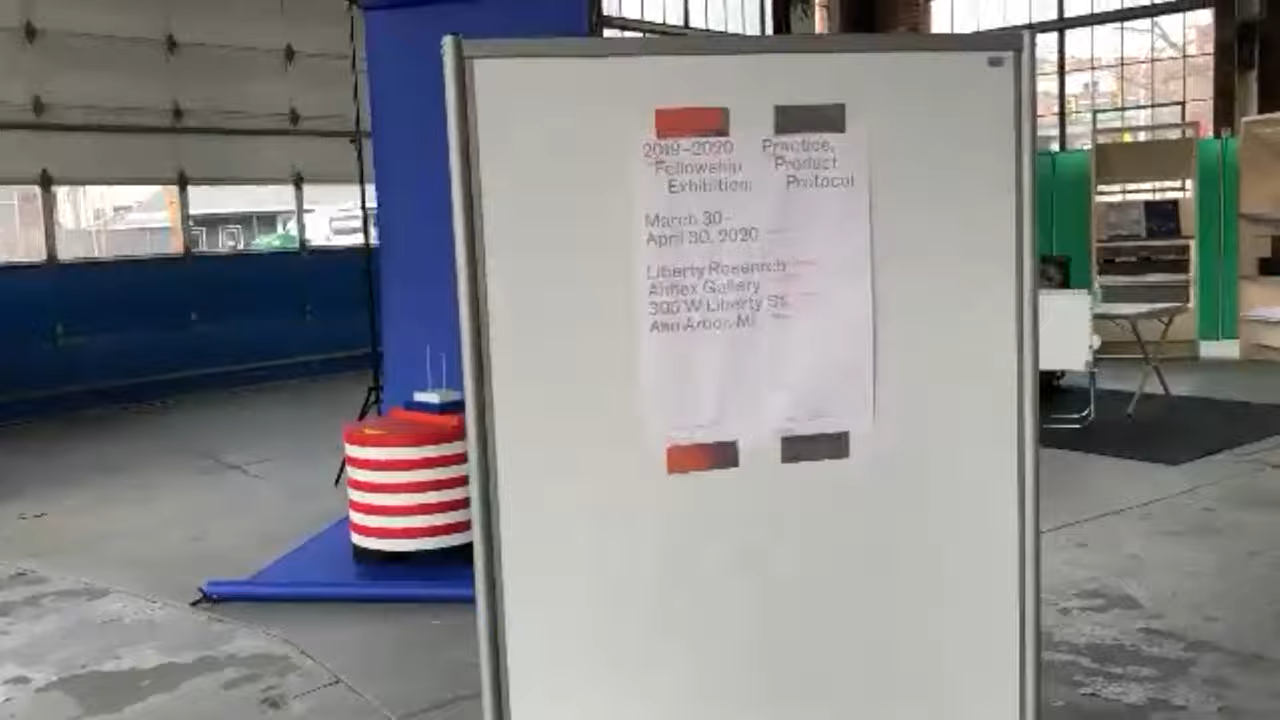 2019–2020
Fellowship
Exhibition:
Practice,
Product
Protocol
March 30–
April 30, 2020
Liberty Research
Annex Gallery
305 W Liberty St.
Ann Arbor, MI